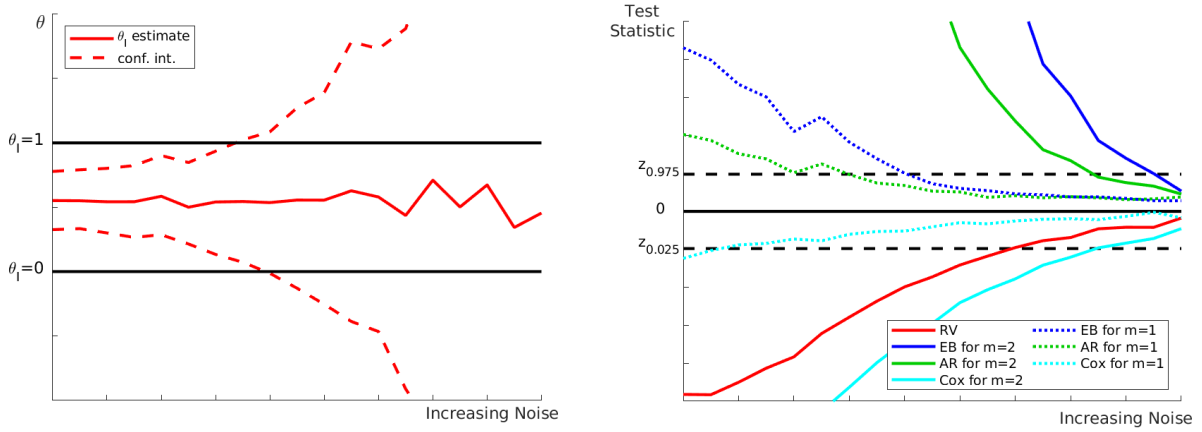 θ
θ_I estimate
conf. int.
θ_I=1
θ_I=0
Increasing Noise
Test
Statistic
z_0.975
0
z_0.025
RV
EB for m=2
AR for m=2
Cox for m=2
EB for m=1
AR for m=1
Cox for m=1
Increasing Noise